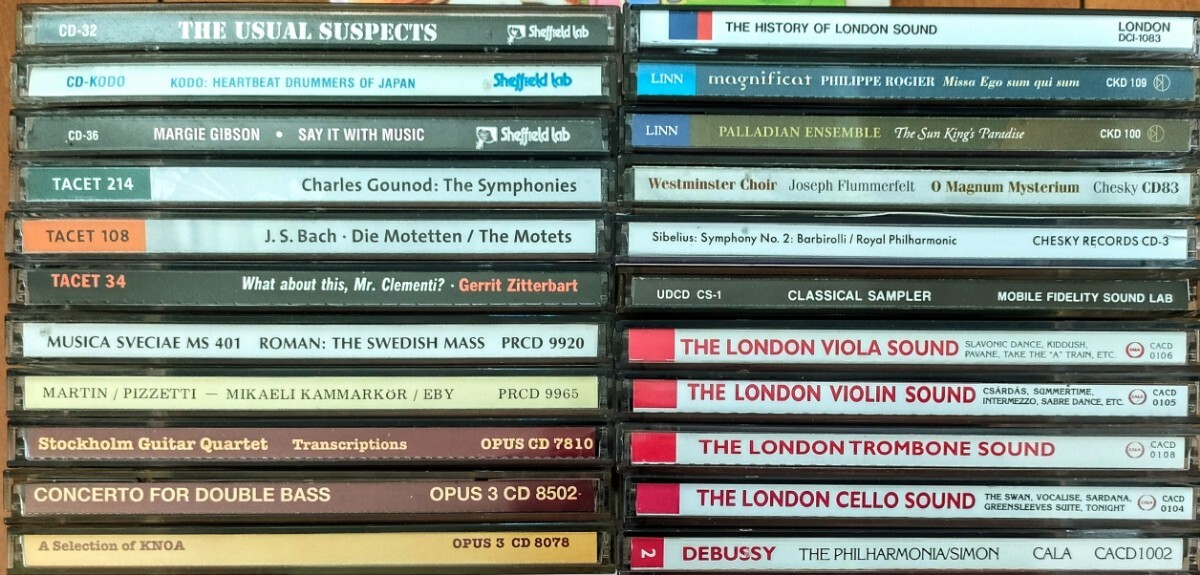 CD-32 THE USUAL SUSPECTS Sheffield lab
CD-KODO KODO: HEARTBEAT DRUMMERS OF JAPAN Sheffield lab
CD-36 MARGIE GIBSON • SAY IT WITH MUSIC Sheffield lab
TACET 214 Charles Gounod: The Symphonies
TACET 108 J. S. Bach · Die Motetten / The Motets
TACET 34 What about this, Mr. Clementi? · Gerrit Zitterbart
MUSICA SVECIAE MS 401 ROMAN: THE SWEDISH MASS PRCD 9920
MARTIN / PIZZETTI — MIKAELI KAMMARKÖR / EBY PRCD 9965
Stockholm Guitar Quartet Transcriptions OPUS CD 7810
CONCERTO FOR DOUBLE BASS OPUS 3 CD 8502
A Selection of KNOA OPUS 3 CD 8078
THE HISTORY OF LONDON SOUND LONDON
DCI-1083
LINN magnificat PHILIPPE ROGIER Missa Ego sum qui sum CKD 109
LINN PALLADIAN ENSEMBLE The Sun King's Paradise CKD 100
Westminster Choir Joseph Flummerfelt O Magnum Mysterium Chesky CD83
Sibelius: Symphony No. 2: Barbirolli / Royal Philharmonic CHESKY RECORDS CD-3
UDCD CS-1 CLASSICAL SAMPLER MOBILE FIDELITY SOUND LAB
THE LONDON VIOLA SOUND SLAVONIC DANCE, KIDDUSH,
PAVANE, TAKE THE "A" TRAIN, ETC. CALA CACD
0106
THE LONDON VIOLIN SOUND CSÁRDÁS, SUMMERTIME,
INTERMEZZO, SABRE DANCE, ETC. CALA CACD
0105
THE LONDON TROMBONE SOUND CALA CACD
0108
THE LONDON CELLO SOUND THE SWAN, VOCALISE, SARDANA,
GREENSLEEVES SUITE, TONIGHT CALA CACD
0104
2 DEBUSSY THE PHILHARMONIA/SIMON CALA CACD1002